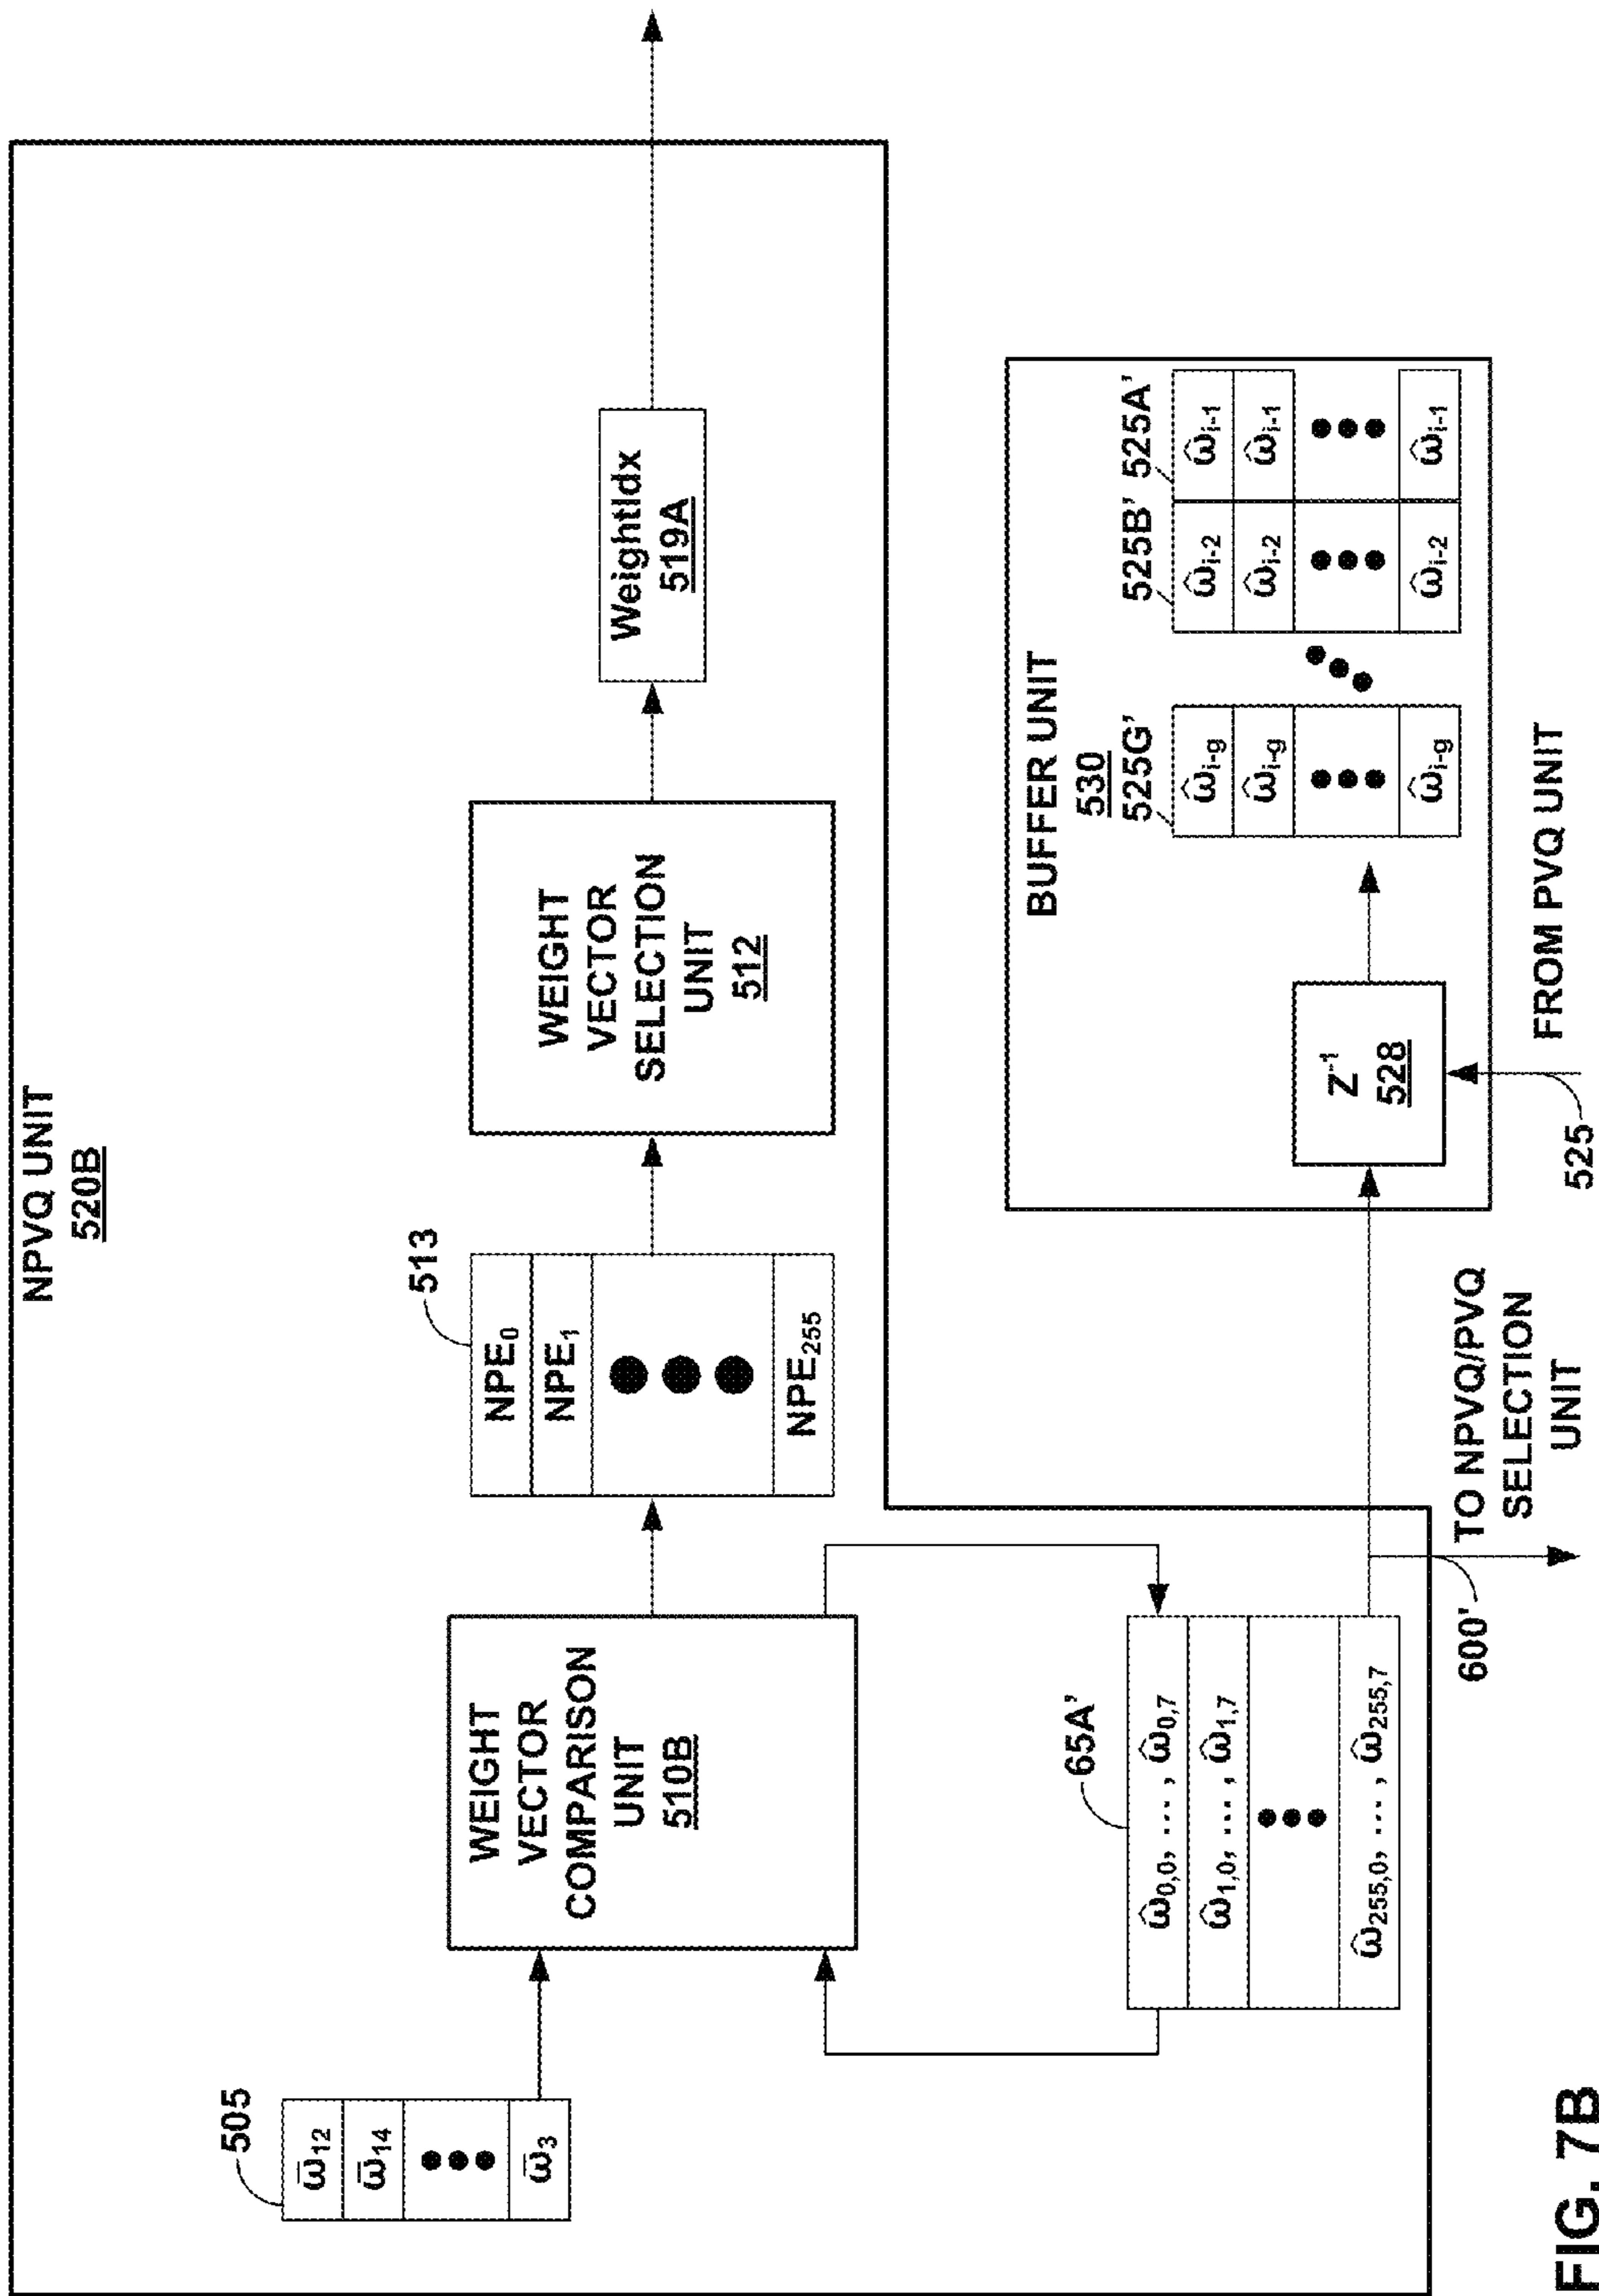 NPVQ UNIT
520B
505
ω̅12
ω̅14
ω̅3
WEIGHT
VECTOR
COMPARISON
UNIT
510B
513
NPE0
NPE1
NPE255
WEIGHT
VECTOR
SELECTION
UNIT
512
WeightIdx
519A
65A'
ω̂0,0, ... , ω̂0,7
ω̂1,0, ... , ω̂1,7
ω̂255,0, ... , ω̂255,7
600'
TO NPVQ/PVQ
SELECTION
UNIT
BUFFER UNIT
530
Z-1
528
525G'
ω̂i-g
ω̂i-g
ω̂i-g
525B'
ω̂i-2
ω̂i-2
ω̂i-2
525A'
ω̂i-1
ω̂i-1
ω̂i-1
525
FROM PVQ UNIT
FIG. 7B